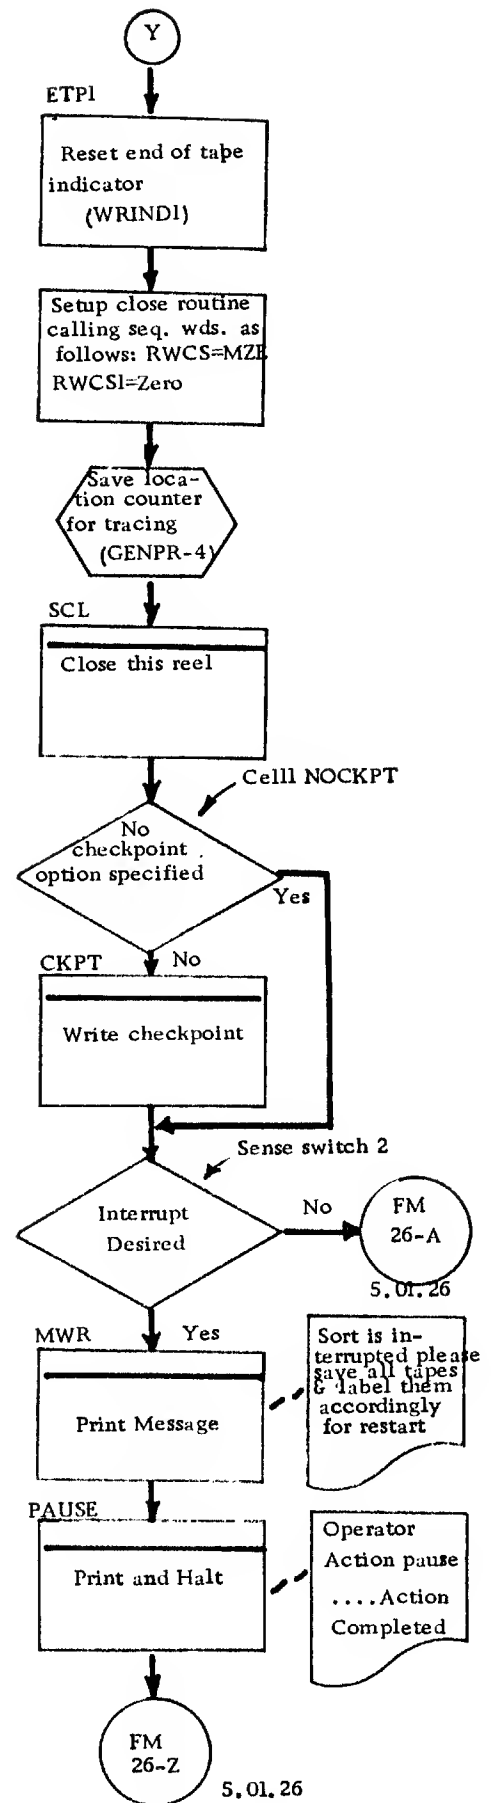 Y
ETP1
Reset end of tape
indicator
(WRIND1)
Setup close routine
calling seq. wds. as
follows: RWCS=MZE
RWCS1=Zero
Save loca-
tion counter
for tracing
(GENPR-4)
SCL
Close this reel
Celll NOCKPT
No
checkpoint
option specified
Yes
No
CKPT
Write checkpoint
Sense switch 2
Interrupt
Desired
No
FM
26-A
5.01.26
Yes
MWR
Print Message
Sort is in-
terrupted please
save all tapes
& label them
accordingly
for restart
PAUSE
Print and Halt
Operator
Action pause
....Action
Completed
FM
26-Z
5.01.26